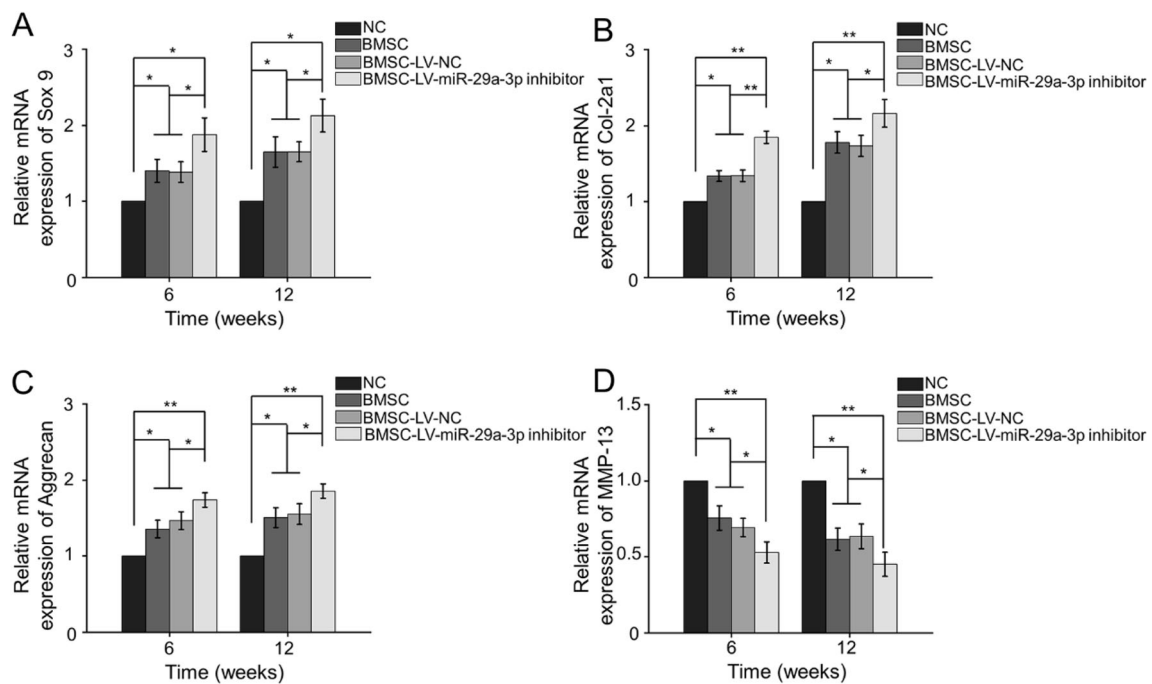 A
NC
BMSC
BMSC-LV-NC
BMSC-LV-miR-29a-3p inhibitor
Relative mRNA
expression of Sox 9
3
2
1
0
*
*
*
*
*
*
6
12
Time (weeks)
B
NC
BMSC
BMSC-LV-NC
BMSC-LV-miR-29a-3p inhibitor
Relative mRNA
expression of Col-2a1
3
2
1
0
**
*
**
**
*
*
6
12
Time (weeks)
C
NC
BMSC
BMSC-LV-NC
BMSC-LV-miR-29a-3p inhibitor
Relative mRNA
expression of Aggrecan
3
2
1
0
**
*
*
**
*
*
6
12
Time (weeks)
D
NC
BMSC
BMSC-LV-NC
BMSC-LV-miR-29a-3p inhibitor
Relative mRNA
expression of MMP-13
1.5
1.0
0.5
0
**
*
*
**
*
*
6
12
Time (weeks)